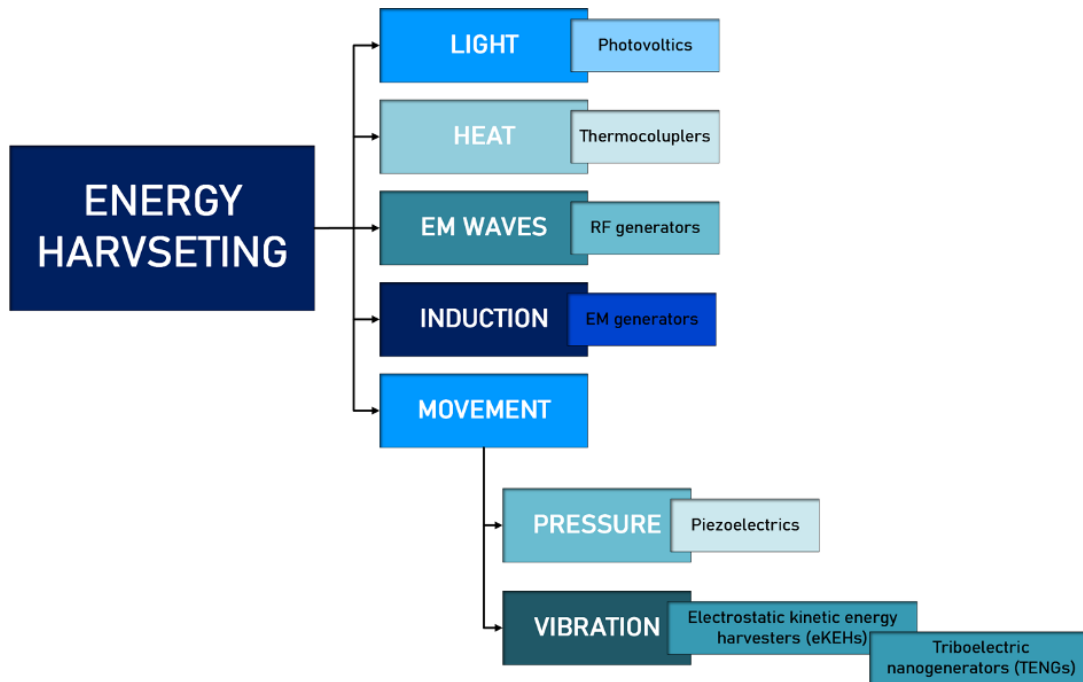 LIGHT
Photovoltics
HEAT
Thermocoluplers
ENERGY
HARVSETING
EM WAVES
RF generators
INDUCTION
EM generators
MOVEMENT
PRESSURE
Piezoelectrics
VIBRATION
Electrostatic kinetic energy
harvesters (eKEHs)
Triboelectric
nanogenerators (TENGs)